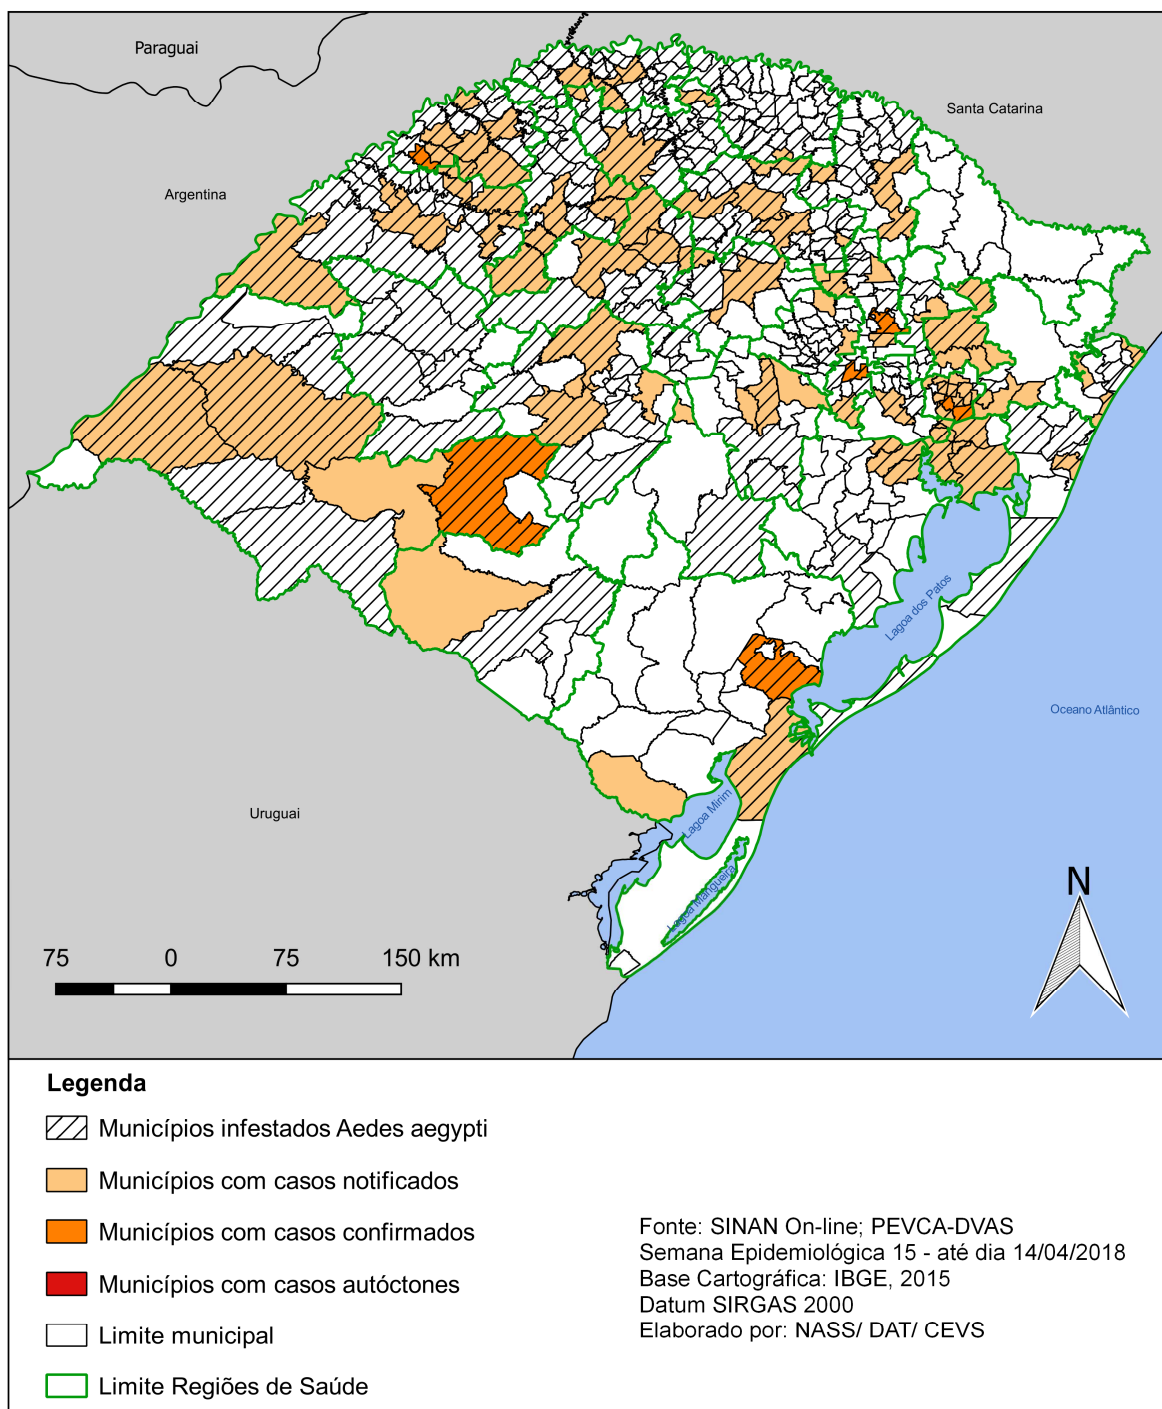 Paraguai
Santa Catarina
Argentina
Lagoa dos Patos
Oceano Atlântico
Uruguai
Lagoa Mirim
Lagoa Mangueira
N
75 0 75 150 km
Legenda
Municípios infestados Aedes aegypti
Municípios com casos notificados
Municípios com casos confirmados
Municípios com casos autóctones
Limite municipal
Limite Regiões de Saúde
Fonte: SINAN On-line; PEVCA-DVAS
Semana Epidemiológica 15 - até dia 14/04/2018
Base Cartográfica: IBGE, 2015
Datum SIRGAS 2000
Elaborado por: NASS/ DAT/ CEVS